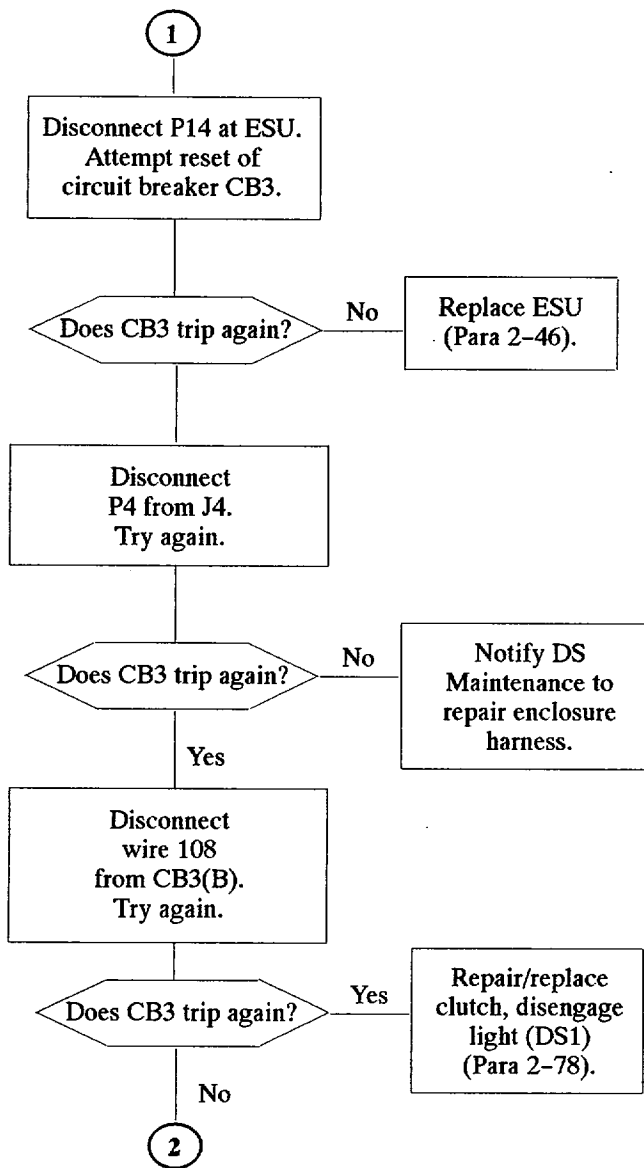 1
Disconnect P14 at ESU.
Attempt reset of
circuit breaker CB3.
Does CB3 trip again?
No
Replace ESU
(Para 2–46).
Disconnect
P4 from J4.
Try again.
Does CB3 trip again?
No
Notify DS
Maintenance to
repair enclosure
harness.
Yes
Disconnect
wire 108
from CB3(B).
Try again.
Does CB3 trip again?
Yes
Repair/replace
clutch, disengage
light (DS1)
(Para 2–78).
No
2